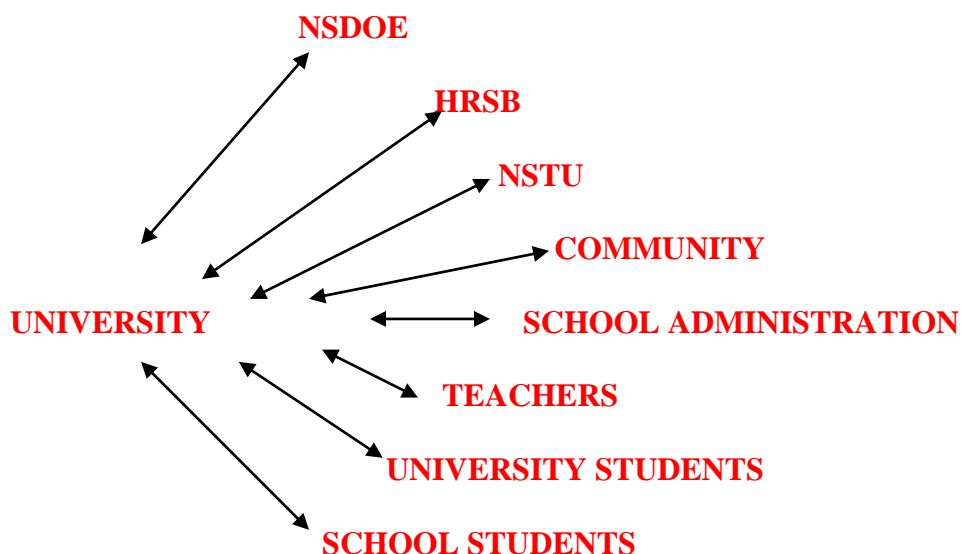 NSDOE
HRSB
NSTU
COMMUNITY
UNIVERSITY
SCHOOL ADMINISTRATION
TEACHERS
UNIVERSITY STUDENTS
SCHOOL STUDENTS